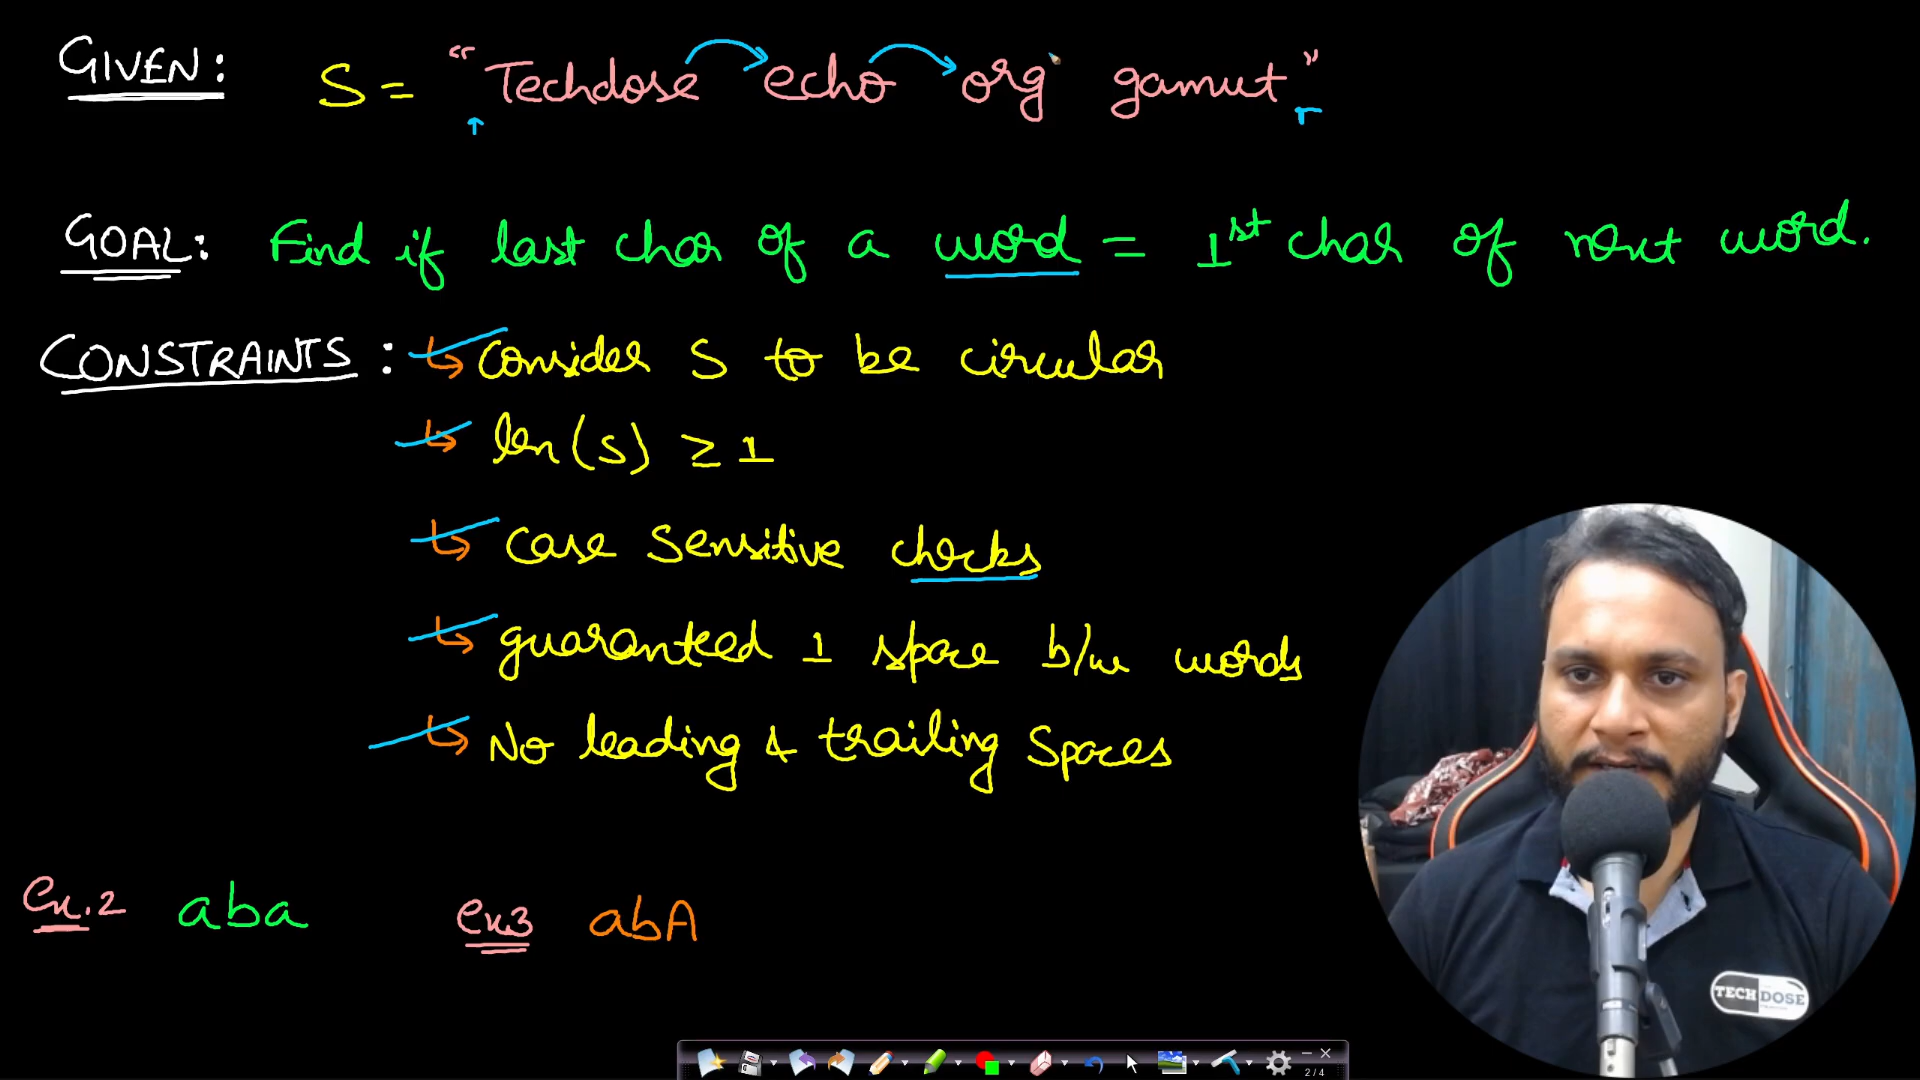 GIVEN: S = "Techdose echo org gamut"
GOAL: Find if last char of a word = 1st char of next word.
CONSTRAINTS: Consider S to be circular
len(s) ≥ 1
case sensitive checks
guaranteed 1 space b/w words
No leading & trailing spaces
ex.2 aba ex3 abA
TECH DOSE
2/4